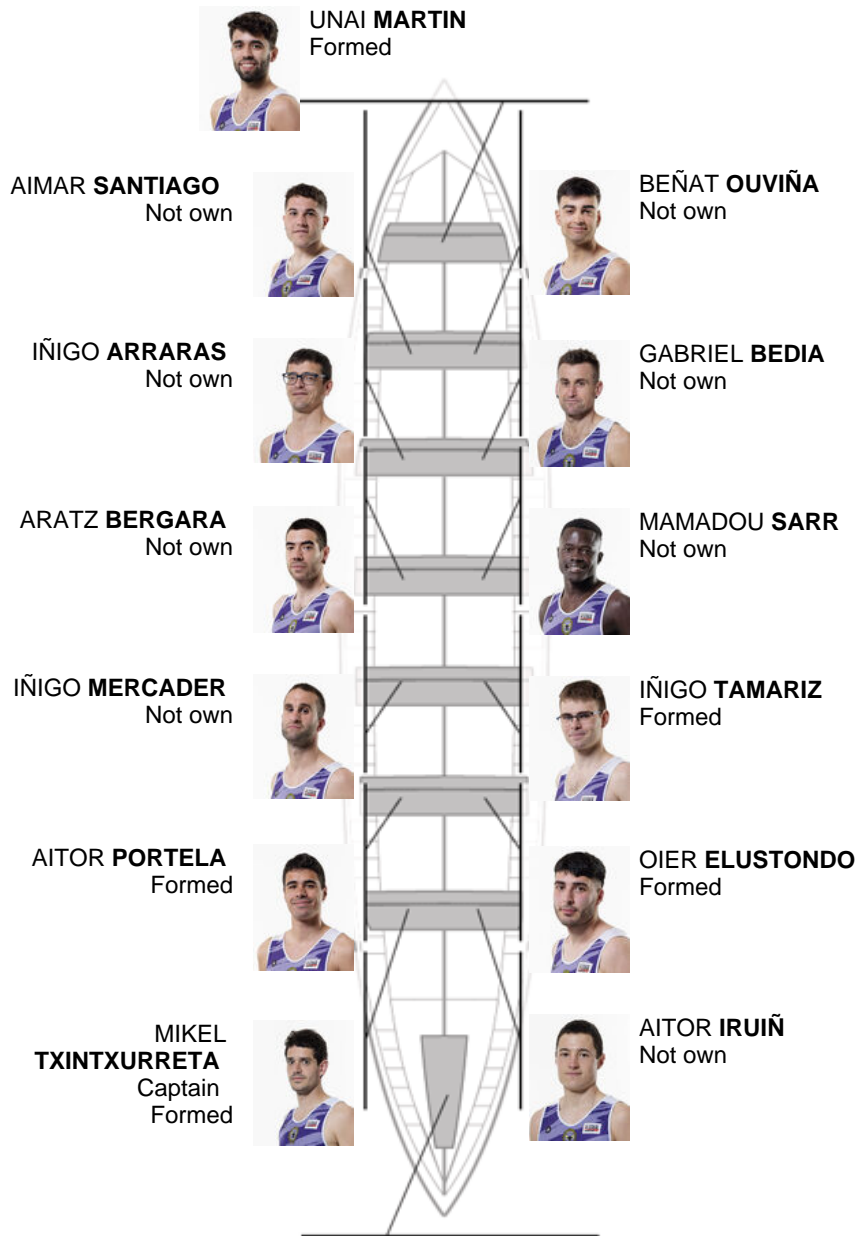 UNAI MARTIN
Formed
AIMAR SANTIAGO
Not own
BEÑAT OUVIÑA
Not own
IÑIGO ARRARAS
Not own
GABRIEL BEDIA
Not own
ARATZ BERGARA
Not own
MAMADOU SARR
Not own
IÑIGO MERCADER
Not own
IÑIGO TAMARIZ
Formed
AITOR PORTELA
Formed
OIER ELUSTONDO
Formed
MIKEL
TXINTXURRETA
Captain
Formed
AITOR IRUIÑ
Not own